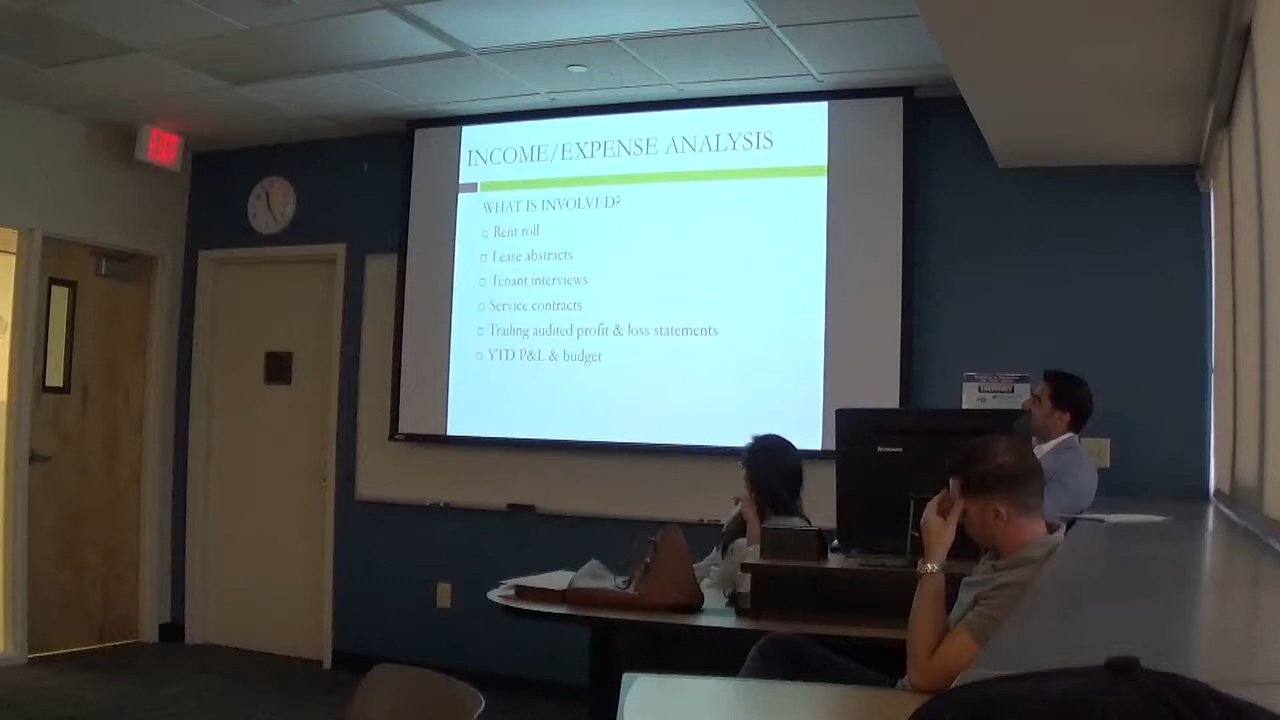 EXIT
INCOME/EXPENSE ANALYSIS
WHAT IS INVOLVED?
Rent roll
Lease abstracts
Tenant interviews
Service contracts
Trailing audited profit & loss statements
YTD P&L & budget
EMERGENCY
lenovo